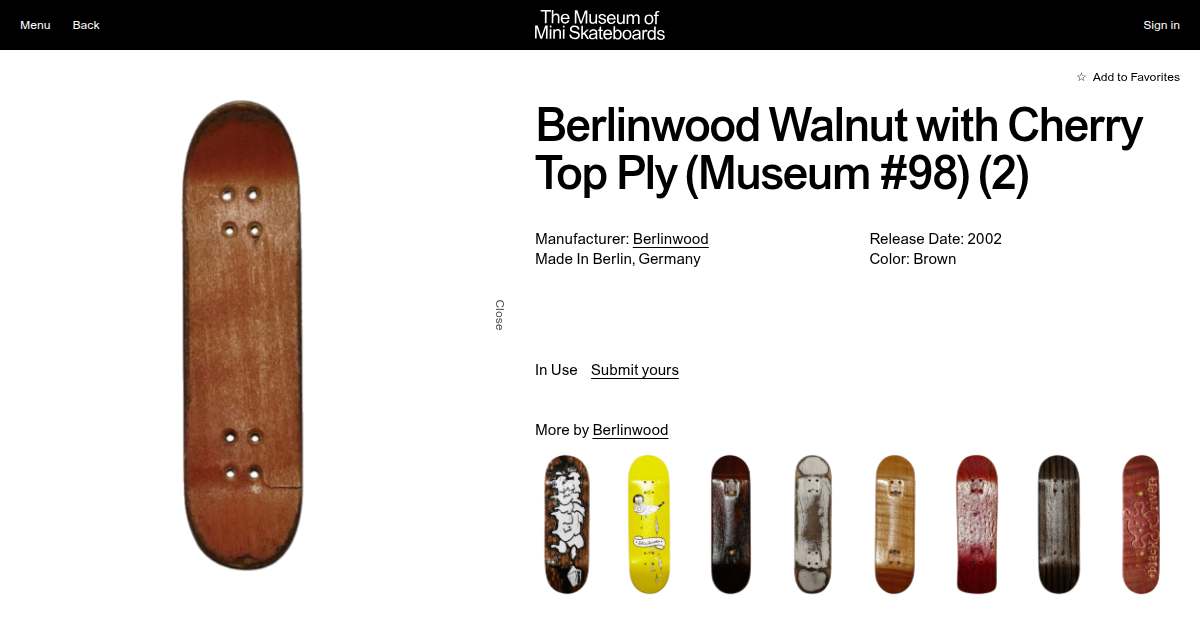 Menu
Back
The Museum of
Mini Skateboards
Sign in
☆ Add to Favorites
Berlinwood Walnut with Cherry
Top Ply (Museum #98) (2)
Manufacturer: Berlinwood
Made In Berlin, Germany
Release Date: 2002
Color: Brown
Close
In Use
Submit yours
More by Berlinwood